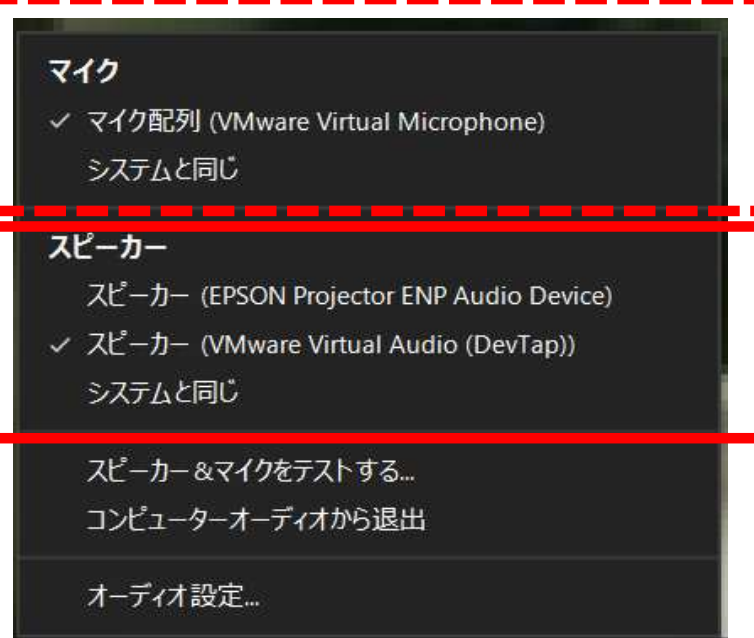 マイク
✓ マイク配列 (VMware Virtual Microphone)
システムと同じ
スピーカー
スピーカー (EPSON Projector ENP Audio Device)
✓ スピーカー (VMware Virtual Audio (DevTap))
システムと同じ
スピーカー&マイクをテストする...
コンピューターオーディオから退出
オーディオ設定...